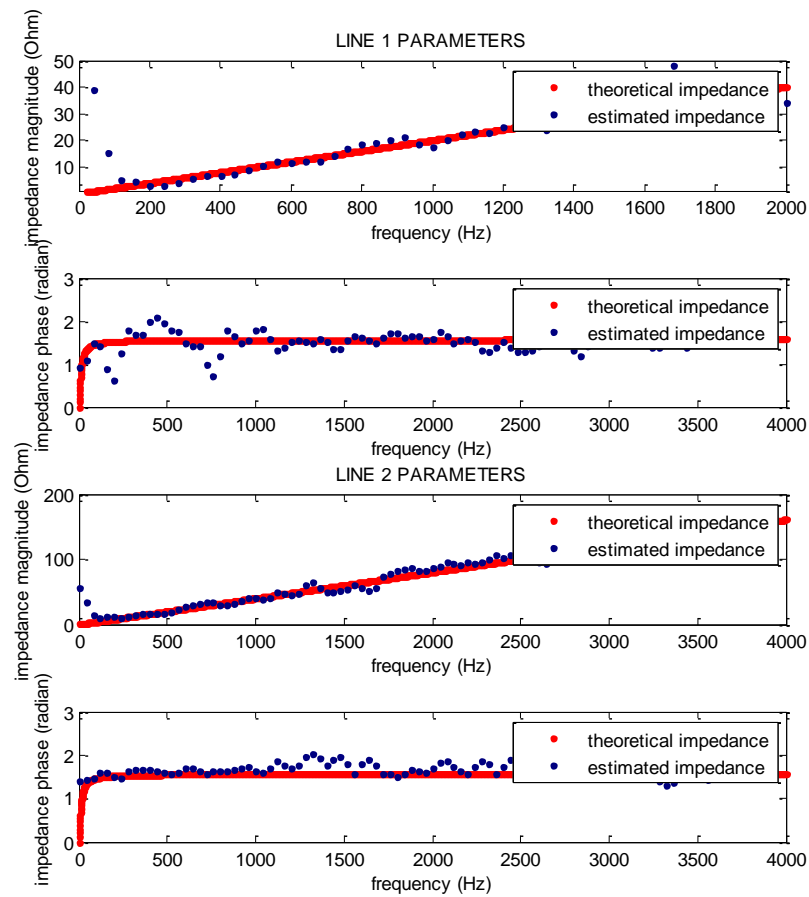 LINE 1 PARAMETERS
impedance magnitude (Ohm)
50
40
30
20
10
theoretical impedance
estimated impedance
0 200 400 600 800 1000 1200 1400 1600 1800 2000
frequency (Hz)
impedance phase (radian)
3
2
1
0
theoretical impedance
estimated impedance
0 500 1000 1500 2000 2500 3000 3500 4000
frequency (Hz)
LINE 2 PARAMETERS
impedance magnitude (Ohm)
200
100
0
theoretical impedance
estimated impedance
0 500 1000 1500 2000 2500 3000 3500 4000
frequency (Hz)
impedance phase (radian)
3
2
1
0
theoretical impedance
estimated impedance
0 500 1000 1500 2000 2500 3000 3500 4000
frequency (Hz)